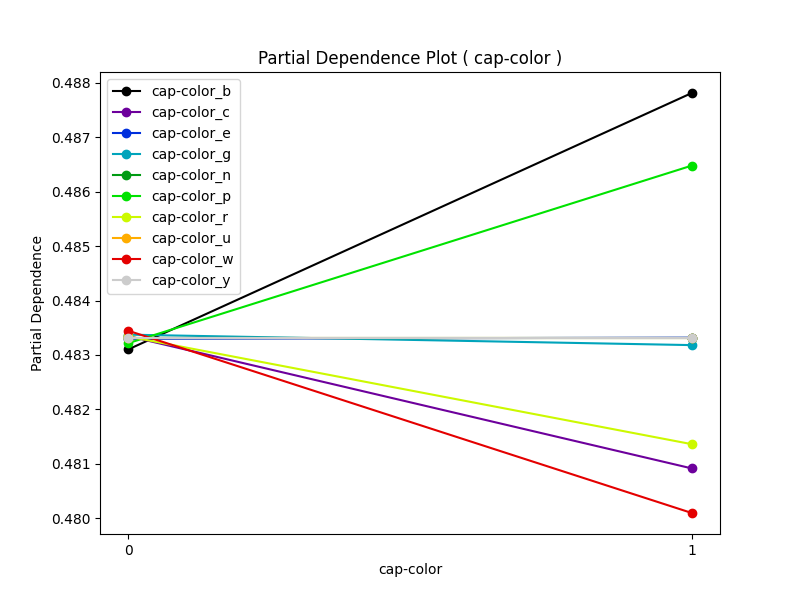 Partial Dependence Plot ( cap-color )
Partial Dependence
0.488
0.487
0.486
0.485
0.484
0.483
0.482
0.481
0.480
cap-color_b
cap-color_c
cap-color_e
cap-color_g
cap-color_n
cap-color_p
cap-color_r
cap-color_u
cap-color_w
cap-color_y
0 1
cap-color